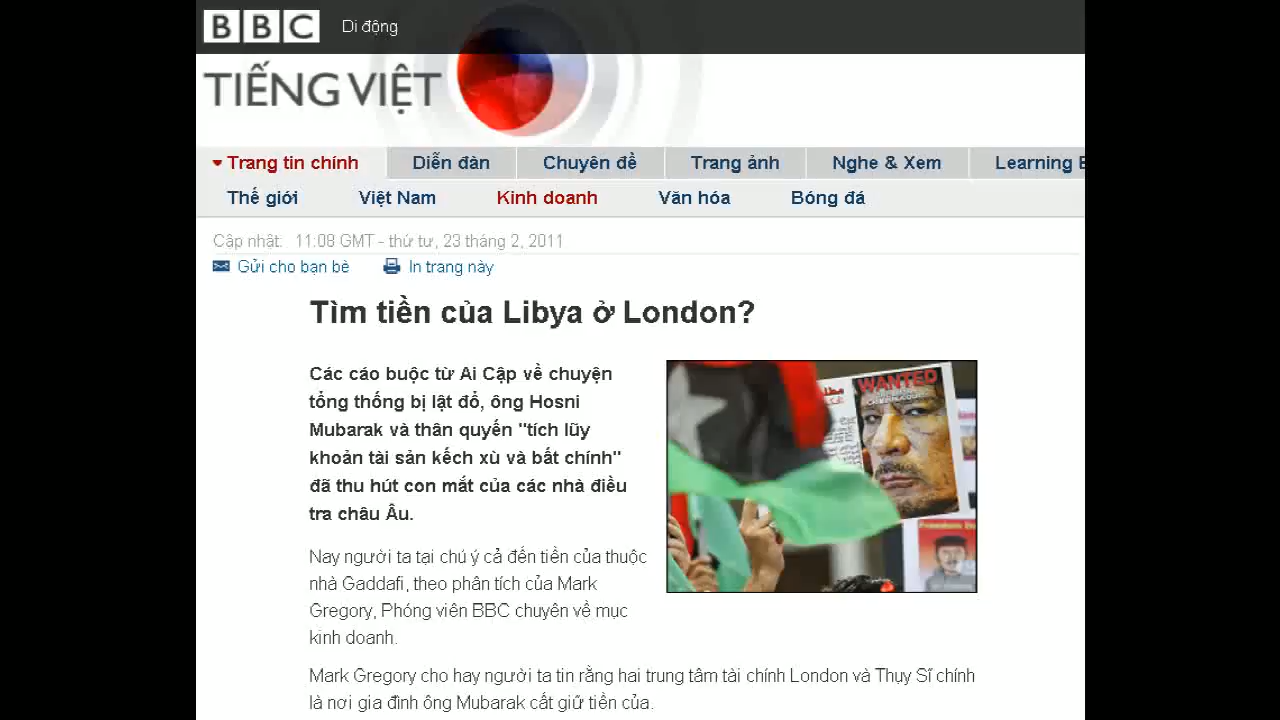 BBC Di động
TIẾNG VIỆT
Trang tin chính Diễn đàn Chuyên đề Trang ảnh Nghe & Xem Learning E
Thế giới Việt Nam Kinh doanh Văn hóa Bóng đá
Cập nhật: 11:08 GMT - thứ tư, 23 tháng 2, 2011
Gửi cho bạn bè In trang này
Tìm tiền của Libya ở London?
Các cáo buộc từ Ai Cập về chuyện
tổng thống bị lật đổ, ông Hosni
Mubarak và thân quyến "tích lũy
khoản tài sản kếch xù và bất chính"
đã thu hút con mắt của các nhà điều
tra châu Âu.
WANTED
Nay người ta tại chú ý cả đến tiền của thuộc
nhà Gaddafi, theo phân tích của Mark
Gregory, Phóng viên BBC chuyên về mục
kinh doanh.
Mark Gregory cho hay người ta tin rằng hai trung tâm tài chính London và Thụy Sĩ chính
là nơi gia đình ông Mubarak cất giữ tiền của.